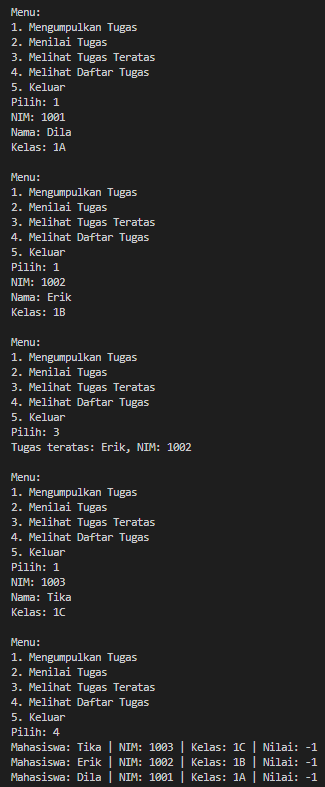 Menu:
1. Mengumpulkan Tugas
2. Menilai Tugas
3. Melihat Tugas Teratas
4. Melihat Daftar Tugas
5. Keluar
Pilih: 1
NIM: 1001
Nama: Dila
Kelas: 1A

Menu:
1. Mengumpulkan Tugas
2. Menilai Tugas
3. Melihat Tugas Teratas
4. Melihat Daftar Tugas
5. Keluar
Pilih: 1
NIM: 1002
Nama: Erik
Kelas: 1B

Menu:
1. Mengumpulkan Tugas
2. Menilai Tugas
3. Melihat Tugas Teratas
4. Melihat Daftar Tugas
5. Keluar
Pilih: 3
Tugas teratas: Erik, NIM: 1002

Menu:
1. Mengumpulkan Tugas
2. Menilai Tugas
3. Melihat Tugas Teratas
4. Melihat Daftar Tugas
5. Keluar
Pilih: 1
NIM: 1003
Nama: Tika
Kelas: 1C

Menu:
1. Mengumpulkan Tugas
2. Menilai Tugas
3. Melihat Tugas Teratas
4. Melihat Daftar Tugas
5. Keluar
Pilih: 4
Mahasiswa: Tika | NIM: 1003 | Kelas: 1C | Nilai: -1
Mahasiswa: Erik | NIM: 1002 | Kelas: 1B | Nilai: -1
Mahasiswa: Dila | NIM: 1001 | Kelas: 1A | Nilai: -1